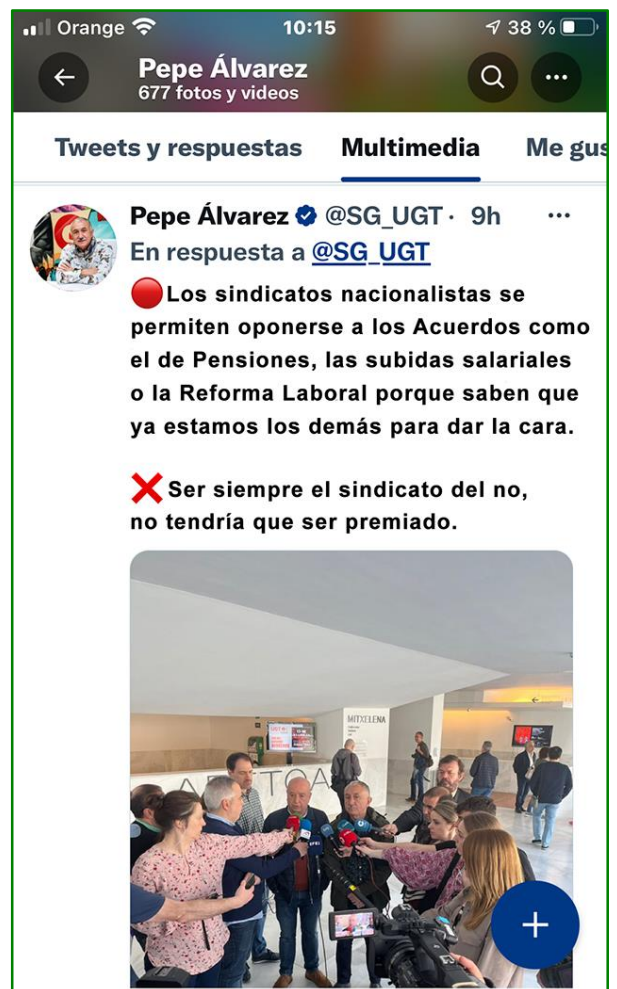 Orange 10:15 38 %
Pepe Álvarez
677 fotos y videos
Tweets y respuestas Multimedia Me gus
Pepe Álvarez @SG_UGT · 9h
En respuesta a @SG_UGT
Los sindicatos nacionalistas se
permiten oponerse a los Acuerdos como
el de Pensiones, las subidas salariales
o la Reforma Laboral porque saben que
ya estamos los demás para dar la cara.
Ser siempre el sindicato del no,
no tendría que ser premiado.
MITXELENA
UGT